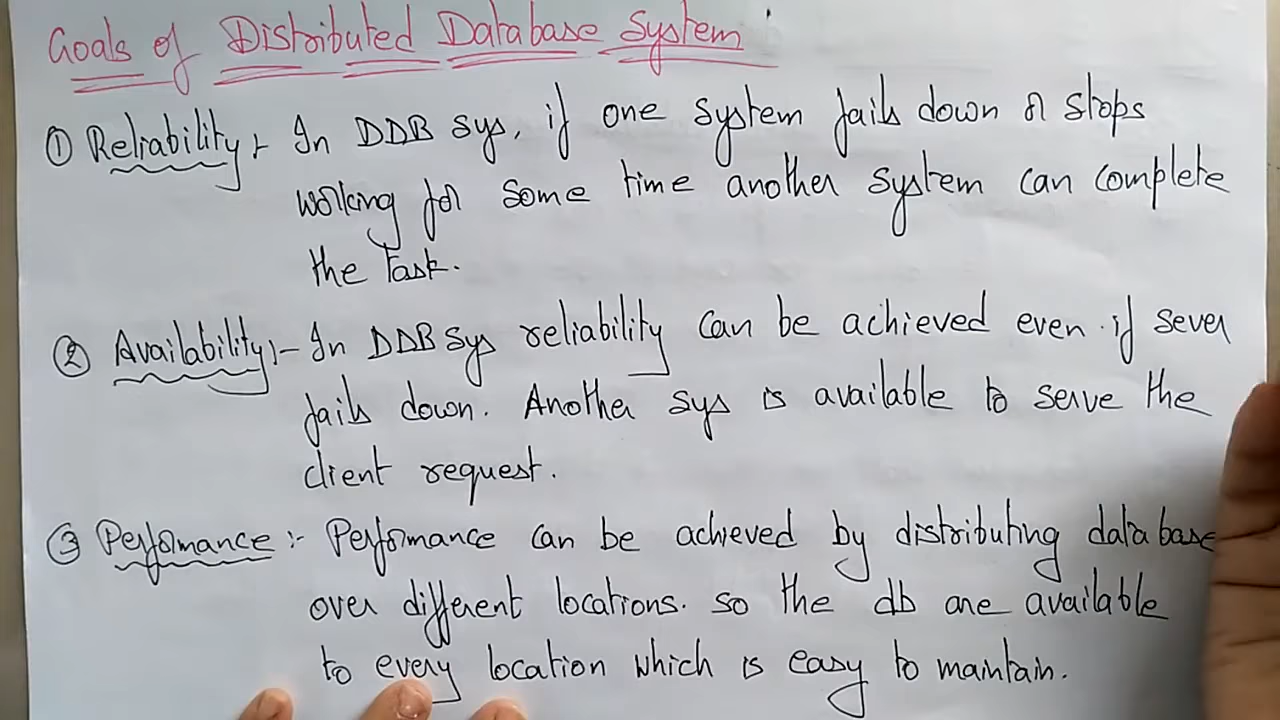 Goals of Distributed Database System
① Reliability:- In DDB sys, if one system fails down or stops
working for some time another system can complete
the task.
② Availability:- In DDB sys reliability can be achieved even if sever
fails down. Another sys is available to serve the
client request.
③ Performance:- Performance can be achieved by distributing database
over different locations. so the db are available
to every location which is easy to maintain.